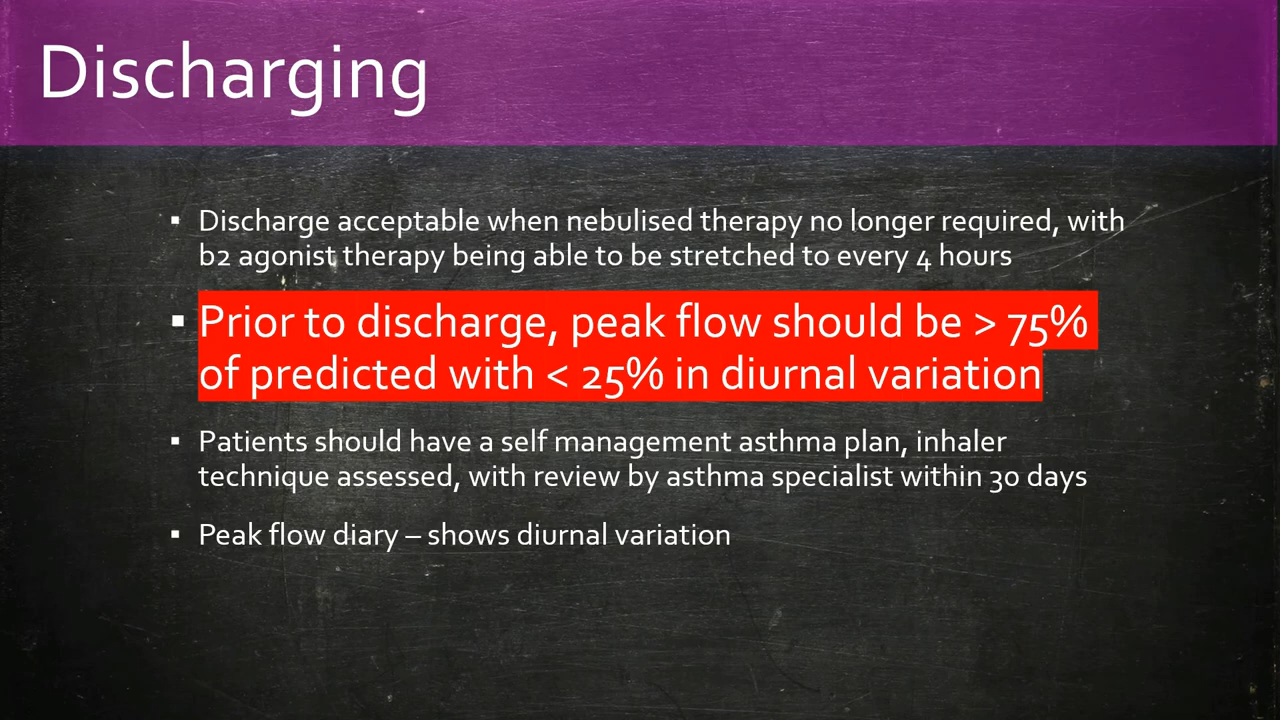 Discharging
▪ Discharge acceptable when nebulised therapy no longer required, with
b2 agonist therapy being able to be stretched to every 4 hours
▪ Prior to discharge, peak flow should be > 75%
of predicted with < 25% in diurnal variation
▪ Patients should have a self management asthma plan, inhaler
technique assessed, with review by asthma specialist within 30 days
▪ Peak flow diary – shows diurnal variation